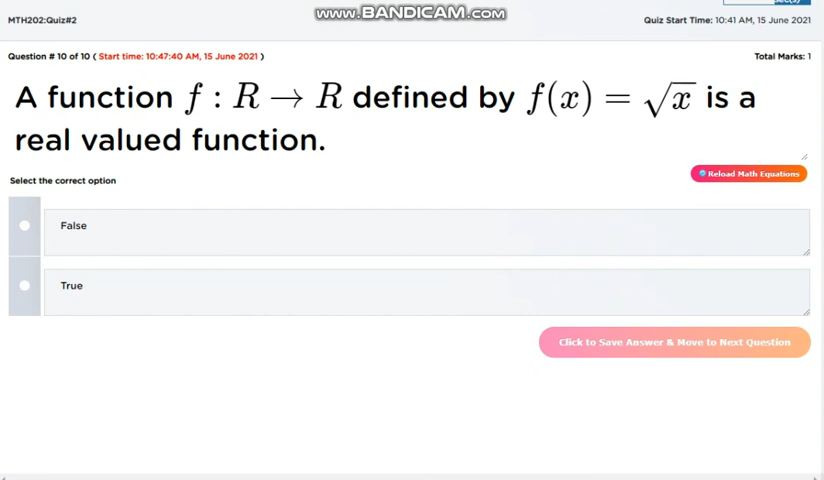 www.BANDICAM.com
MTH202:Quiz#2
Quiz Start Time: 10:41 AM, 15 June 2021
Question # 10 of 10 ( Start time: 10:47:40 AM, 15 June 2021 )
Total Marks: 1
A function f : R → R defined by f(x) = √x is a
real valued function.
Reload Math Equations
Select the correct option
False
True
Click to Save Answer & Move to Next Question